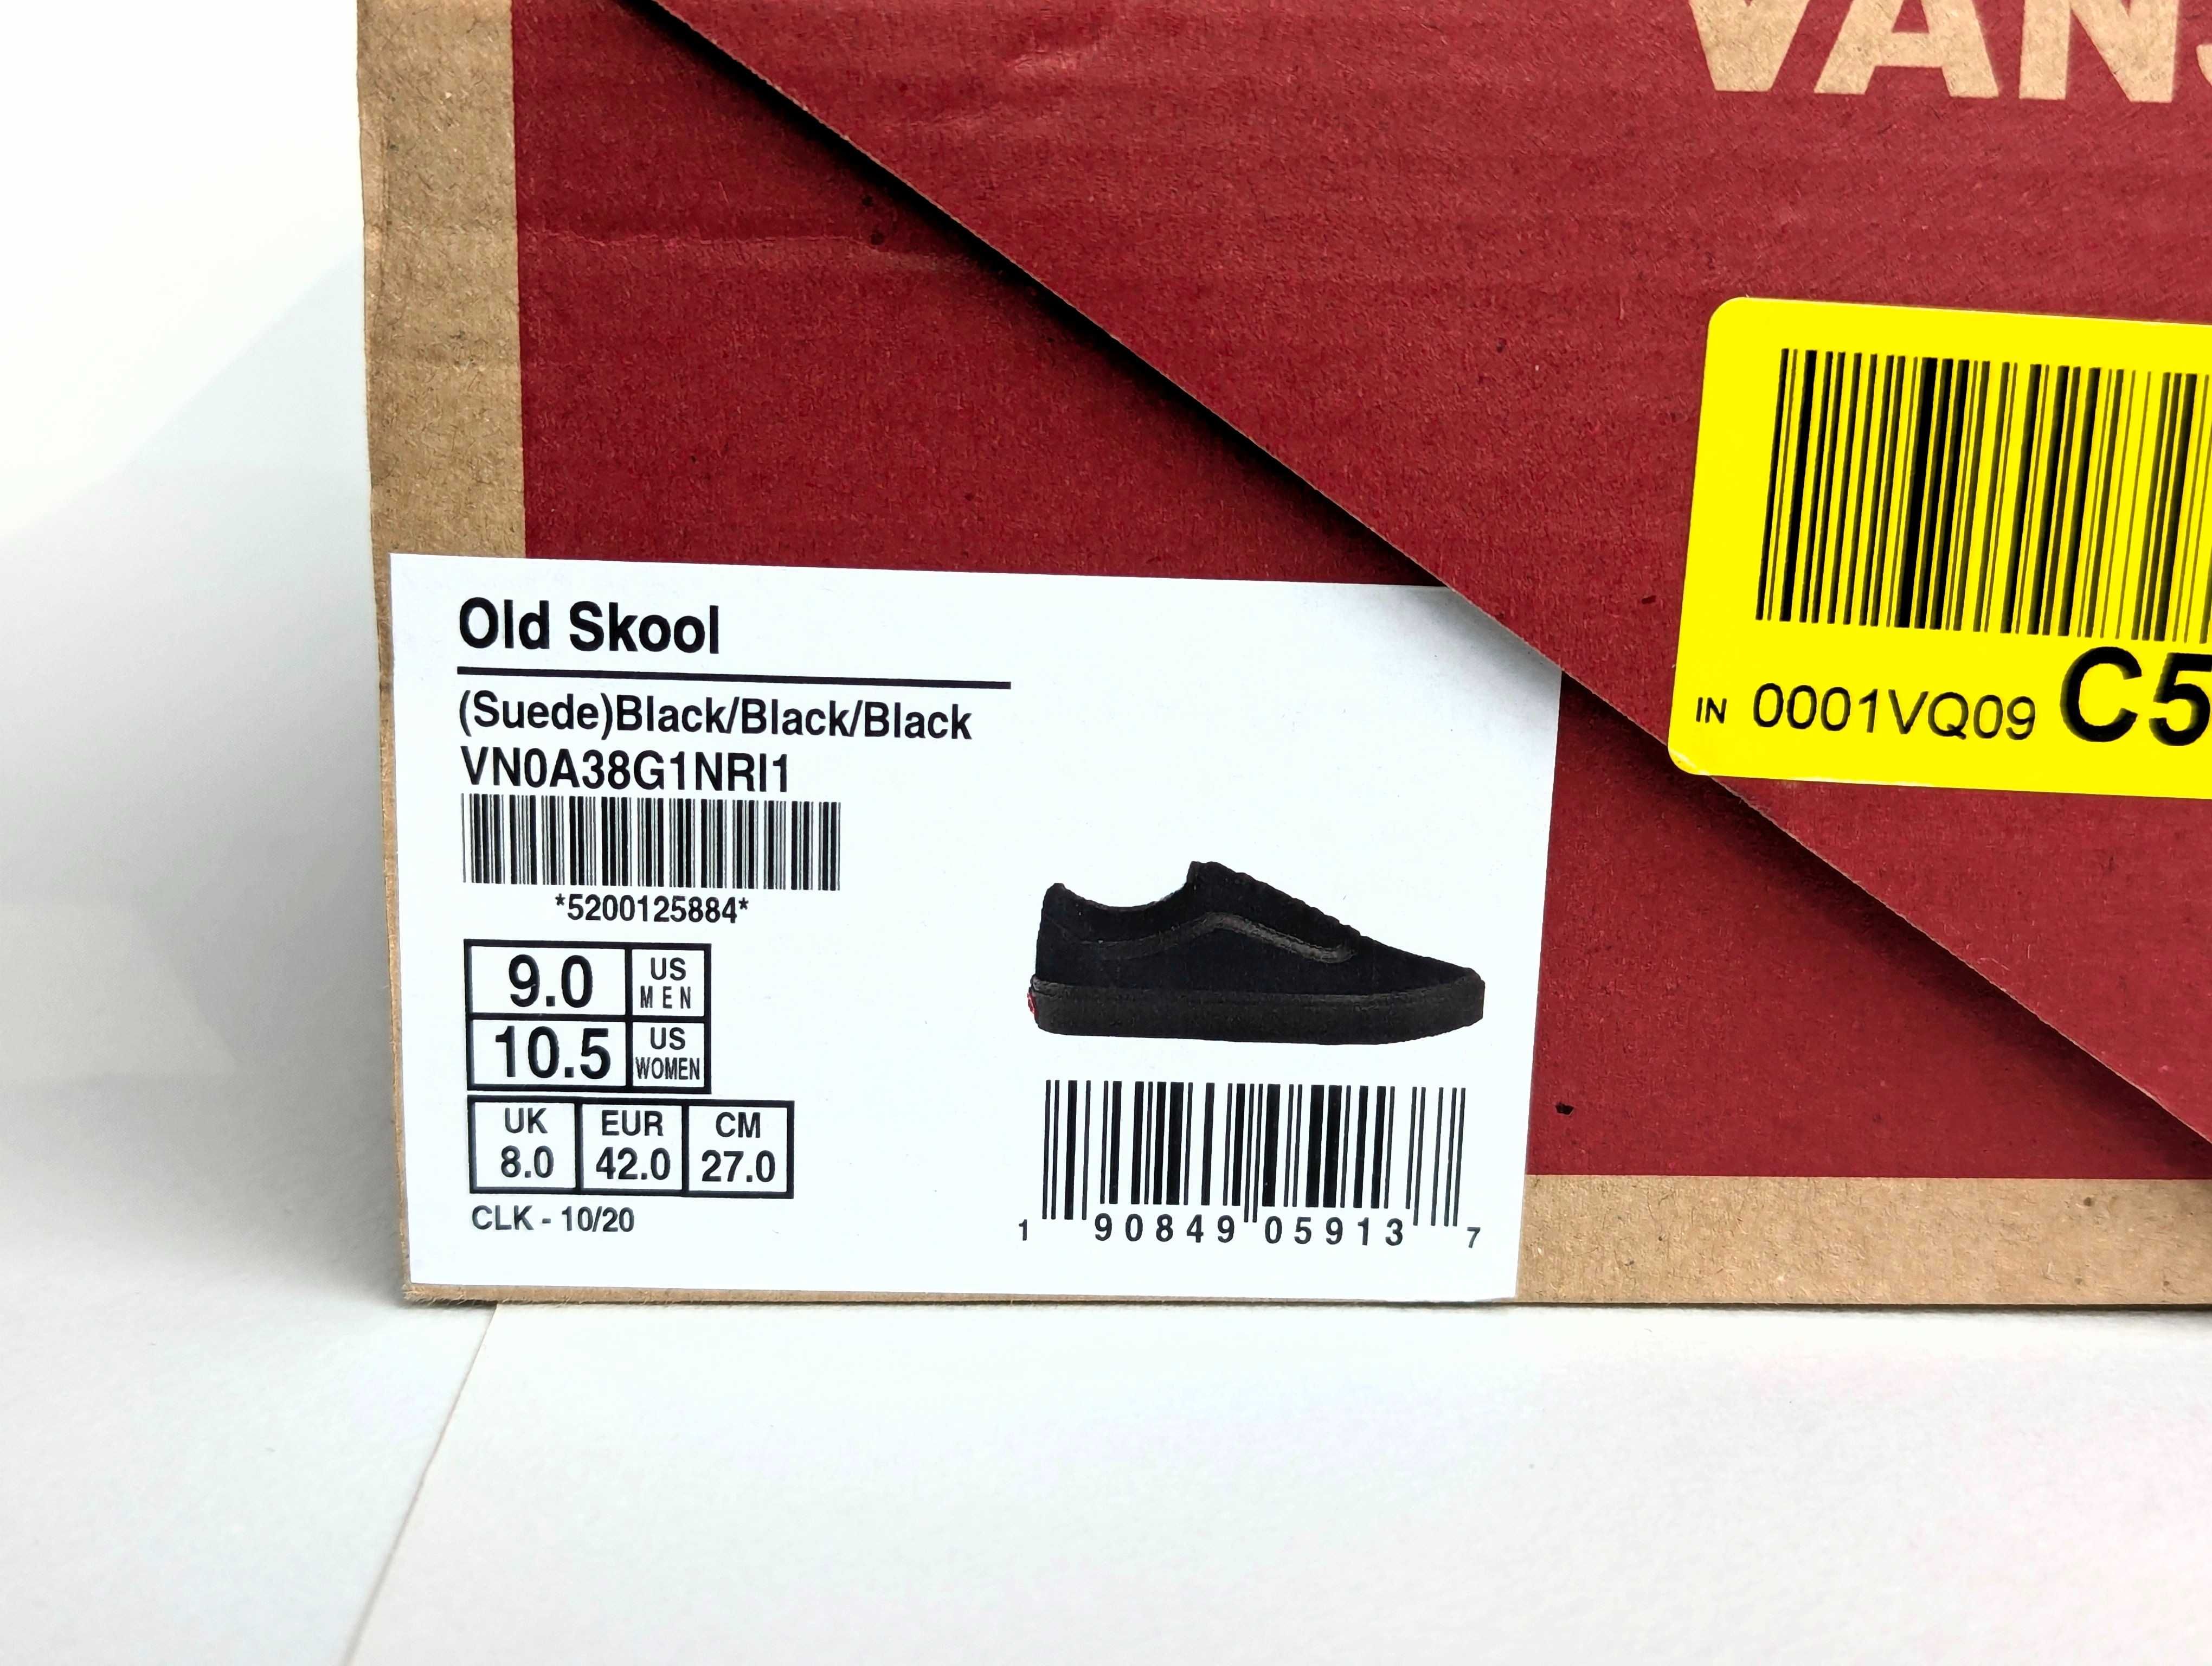 VANS
Old Skool
(Suede)Black/Black/Black
VN0A38G1NRI1
*5200125884*
9.0 US MEN
10.5 US WOMEN
UK EUR CM
8.0 42.0 27.0
CLK - 10/20
1 90849 05913 7
IN 0001VQ09 C5